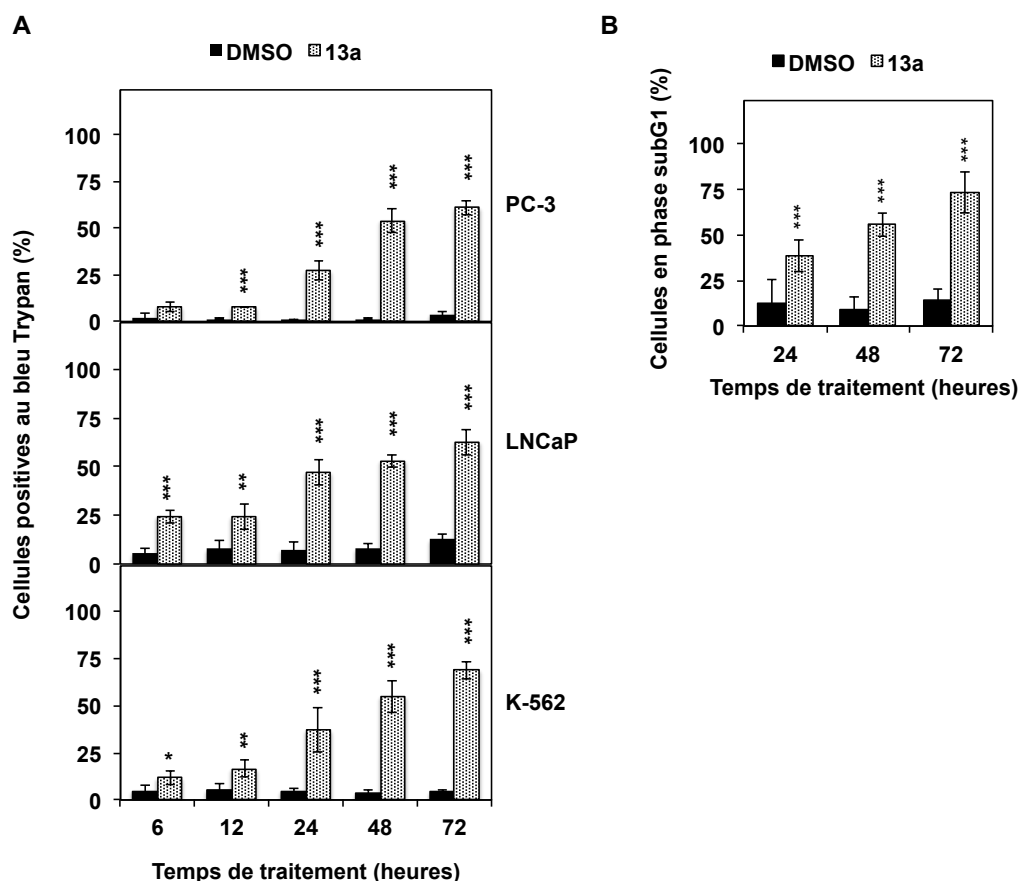 A
DMSO 13a
Cellules positives au bleu Trypan (%)
100
75
50
25
0
***
***
***
***
PC-3
100
75
50
25
0
***
**
***
***
***
LNCaP
100
75
50
25
0
*
**
***
***
***
K-562
6 12 24 48 72
Temps de traitement (heures)
B
DMSO 13a
Cellules en phase subG1 (%)
100
75
50
25
0
***
***
***
24 48 72
Temps de traitement (heures)